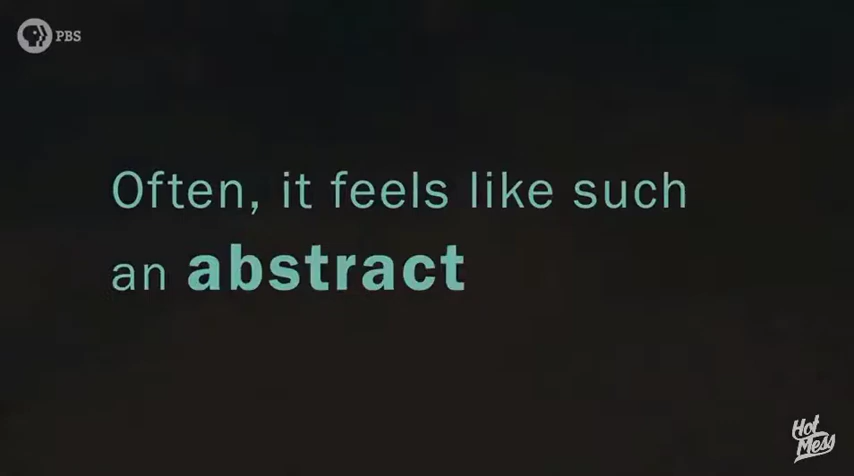 PBS
Often, it feels like such
an abstract
Hot
Mess